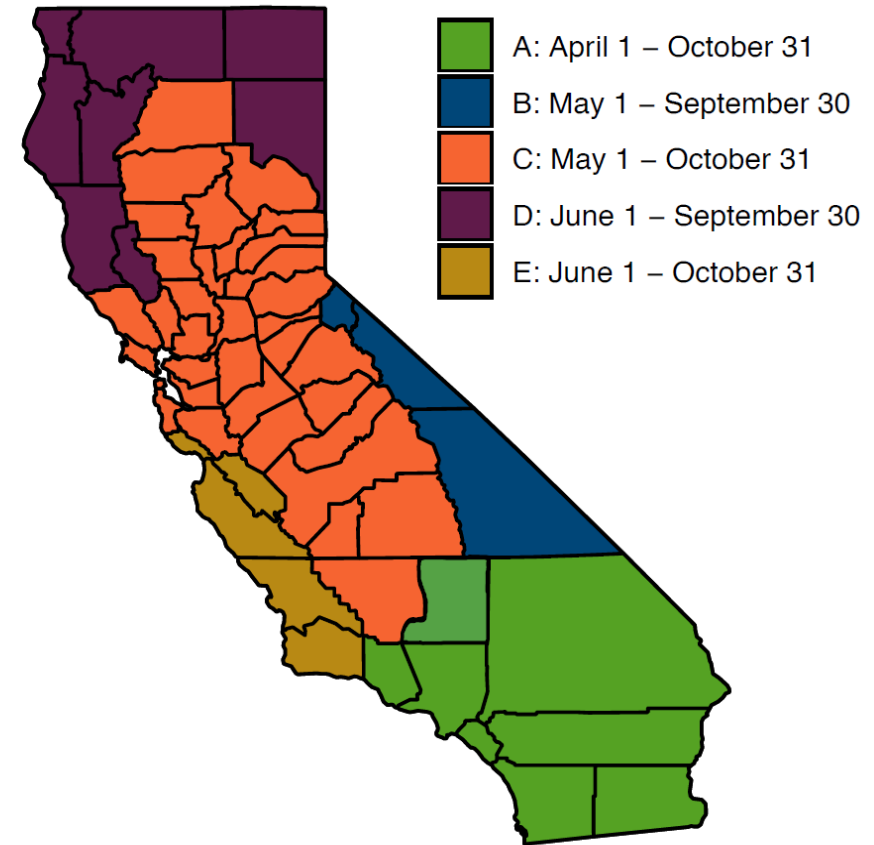 A: April 1 – October 31
B: May 1 – September 30
C: May 1 – October 31
D: June 1 – September 30
E: June 1 – October 31